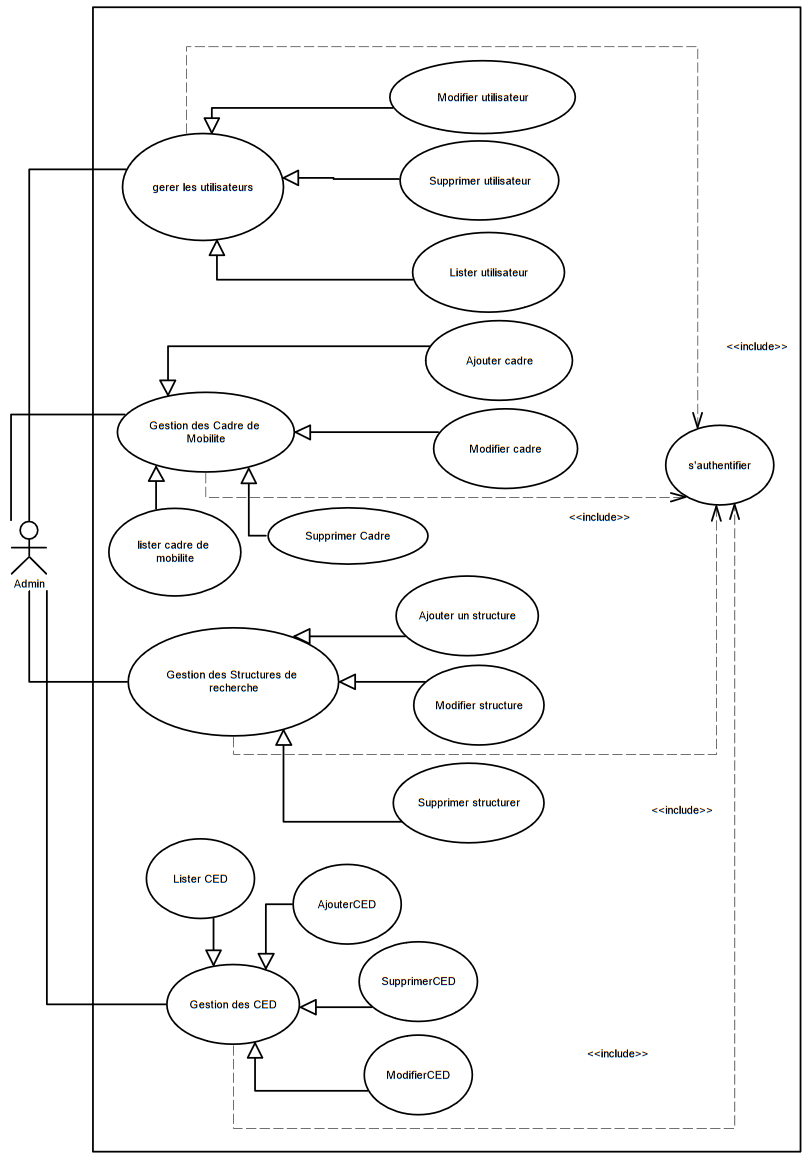 Modifier utilisateur
gerer les utilisateurs
Supprimer utilisateur
Lister utilisateur
<<include>>
Ajouter cadre
Gestion des Cadre de
Mobilite
Modifier cadre
s'authentifier
<<include>>
lister cadre de
mobilite
Supprimer Cadre
Admin
Ajouter un structure
Gestion des Structures de
recherche
Modifier structure
Supprimer structurer
<<include>>
Lister CED
AjouterCED
SupprimerCED
Gestion des CED
<<include>>
ModifierCED